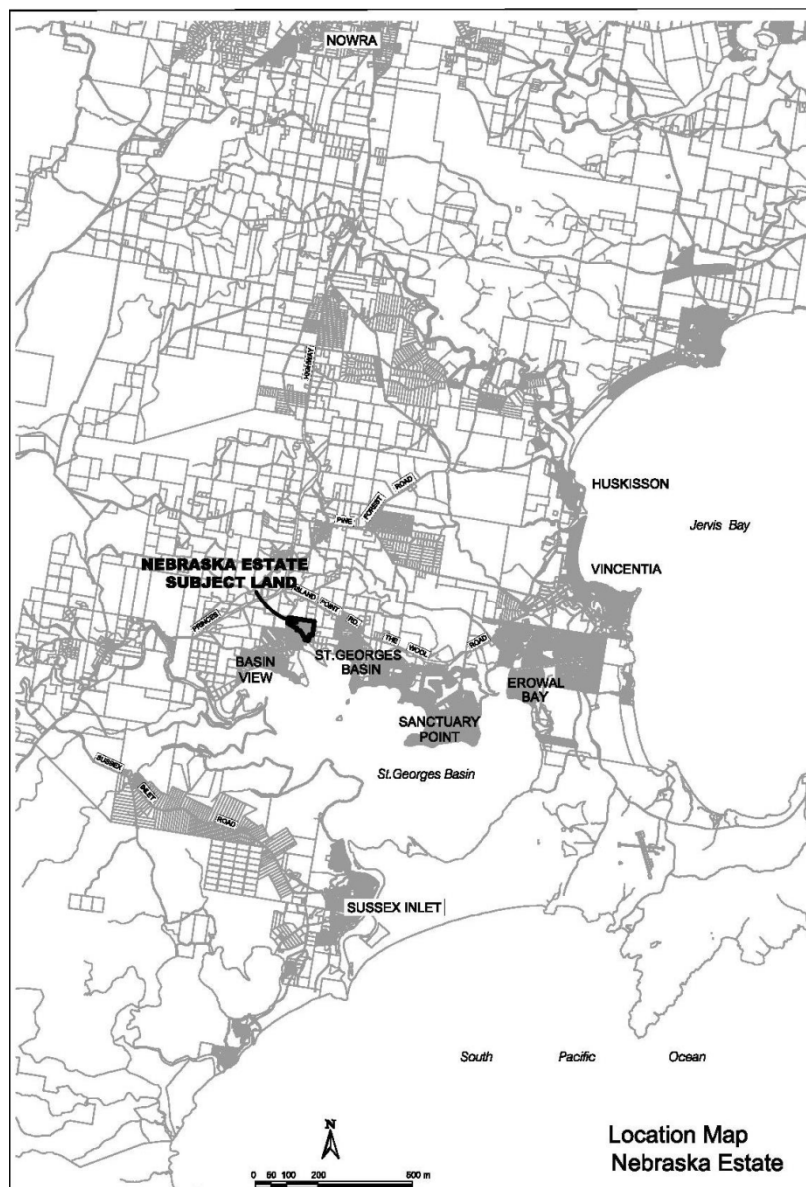 NOWRA
HIGHWAY
HUSKISSON
Jervis Bay
PINE
FOREST
ROAD
VINCENTIA
NEBRASKA ESTATE
SUBJECT LAND
ISLAND
POINT
RD.
PRINCES
THE
WOOL
ROAD
BASIN
VIEW
ST.GEORGES
BASIN
EROWAL
BAY
SANCTUARY
POINT
St.Georges Basin
SUSSEX
INLET
ROAD
SUSSEX INLET
South Pacific Ocean
N
0 50 100 200 500 m
Location Map
Nebraska Estate